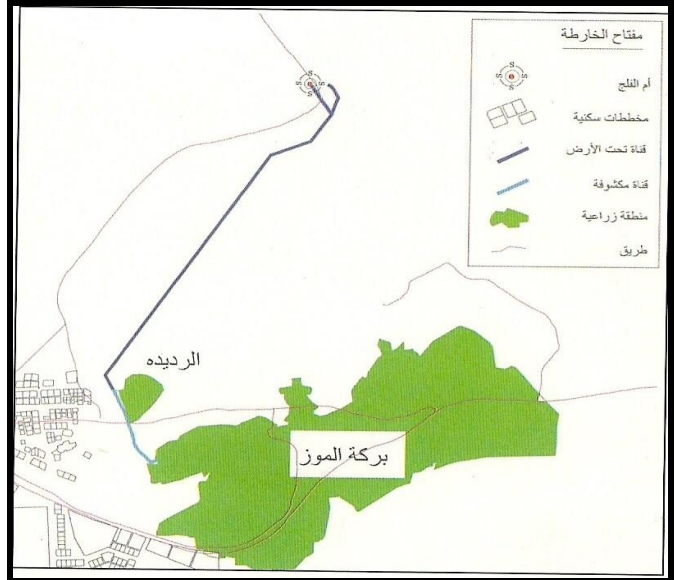 مفتاح الخارطة
أم الفلج
مخططات سكنية
قناة تحت الأرض
قناة مكشوفة
منطقة زراعية
طريق
S
S S
S
S
S S
S
الرديده
بركة الموز